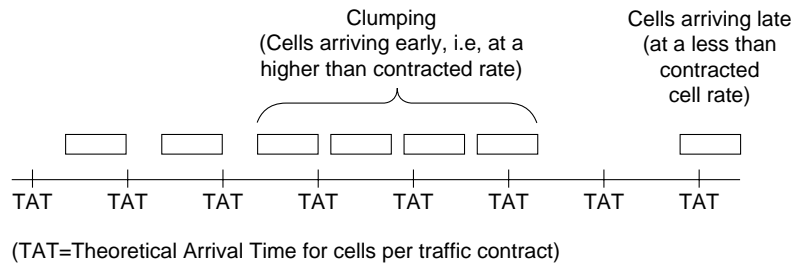 Clumping
(Cells arriving early, i.e, at a
higher than contracted rate)
Cells arriving late
(at a less than
contracted
cell rate)
TAT TAT TAT TAT TAT TAT TAT TAT
(TAT=Theoretical Arrival Time for cells per traffic contract)